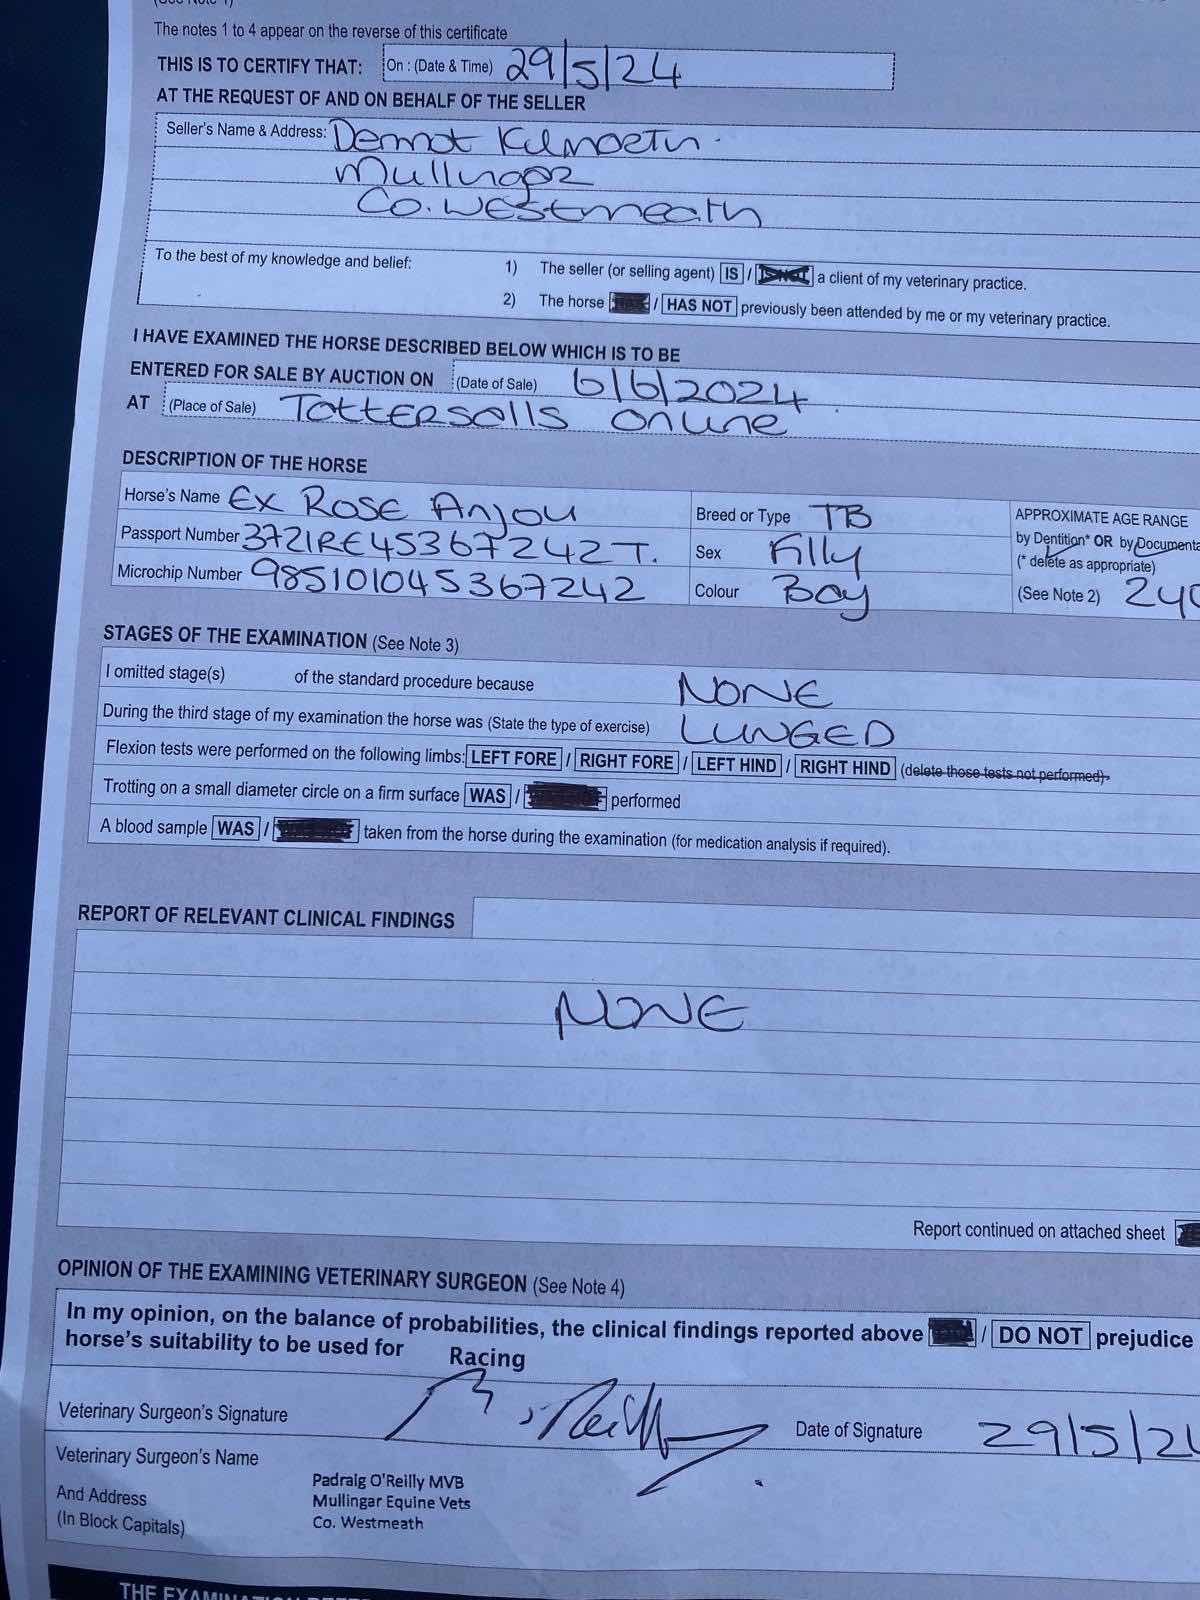 The notes 1 to 4 appear on the reverse of this certificate
THIS IS TO CERTIFY THAT: On : (Date & Time) 29/5/24
AT THE REQUEST OF AND ON BEHALF OF THE SELLER
Seller's Name & Address: Dermot
Mullingar
Co. Westmeath
To the best of my knowledge and belief: 1) The seller (or selling agent) IS / IS NOT a client of my veterinary practice.
2) The horse / HAS NOT previously been attended by me or my veterinary practice.
I HAVE EXAMINED THE HORSE DESCRIBED BELOW WHICH IS TO BE
ENTERED FOR SALE BY AUCTION ON (Date of Sale) 6/6/2024
AT (Place of Sale) TATTERSALLS ONLINE
DESCRIPTION OF THE HORSE
Horse's Name EX ROSE ANJOU Breed or Type TB APPROXIMATE AGE RANGE
Passport Number 372IRE45367242T. Sex Filly by Dentition* OR by Documenta
(* delete as appropriate)
Microchip Number 985101045367242 Colour Bay (See Note 2)
STAGES OF THE EXAMINATION (See Note 3)
I omitted stage(s) of the standard procedure because NONE
During the third stage of my examination the horse was (State the type of exercise) LUNGED
Flexion tests were performed on the following limbs: LEFT FORE / RIGHT FORE / LEFT HIND / RIGHT HIND (delete those tests not performed).
Trotting on a small diameter circle on a firm surface WAS / performed
A blood sample WAS / taken from the horse during the examination (for medication analysis if required).
REPORT OF RELEVANT CLINICAL FINDINGS
NONE
Report continued on attached sheet
OPINION OF THE EXAMINING VETERINARY SURGEON (See Note 4)
In my opinion, on the balance of probabilities, the clinical findings reported above / DO NOT prejudice
horse's suitability to be used for Racing
Veterinary Surgeon's Signature Date of Signature 29/5/24
Veterinary Surgeon's Name
And Address
(In Block Capitals)
Padraig O'Reilly MVB
Mullingar Equine Vets
Co. Westmeath